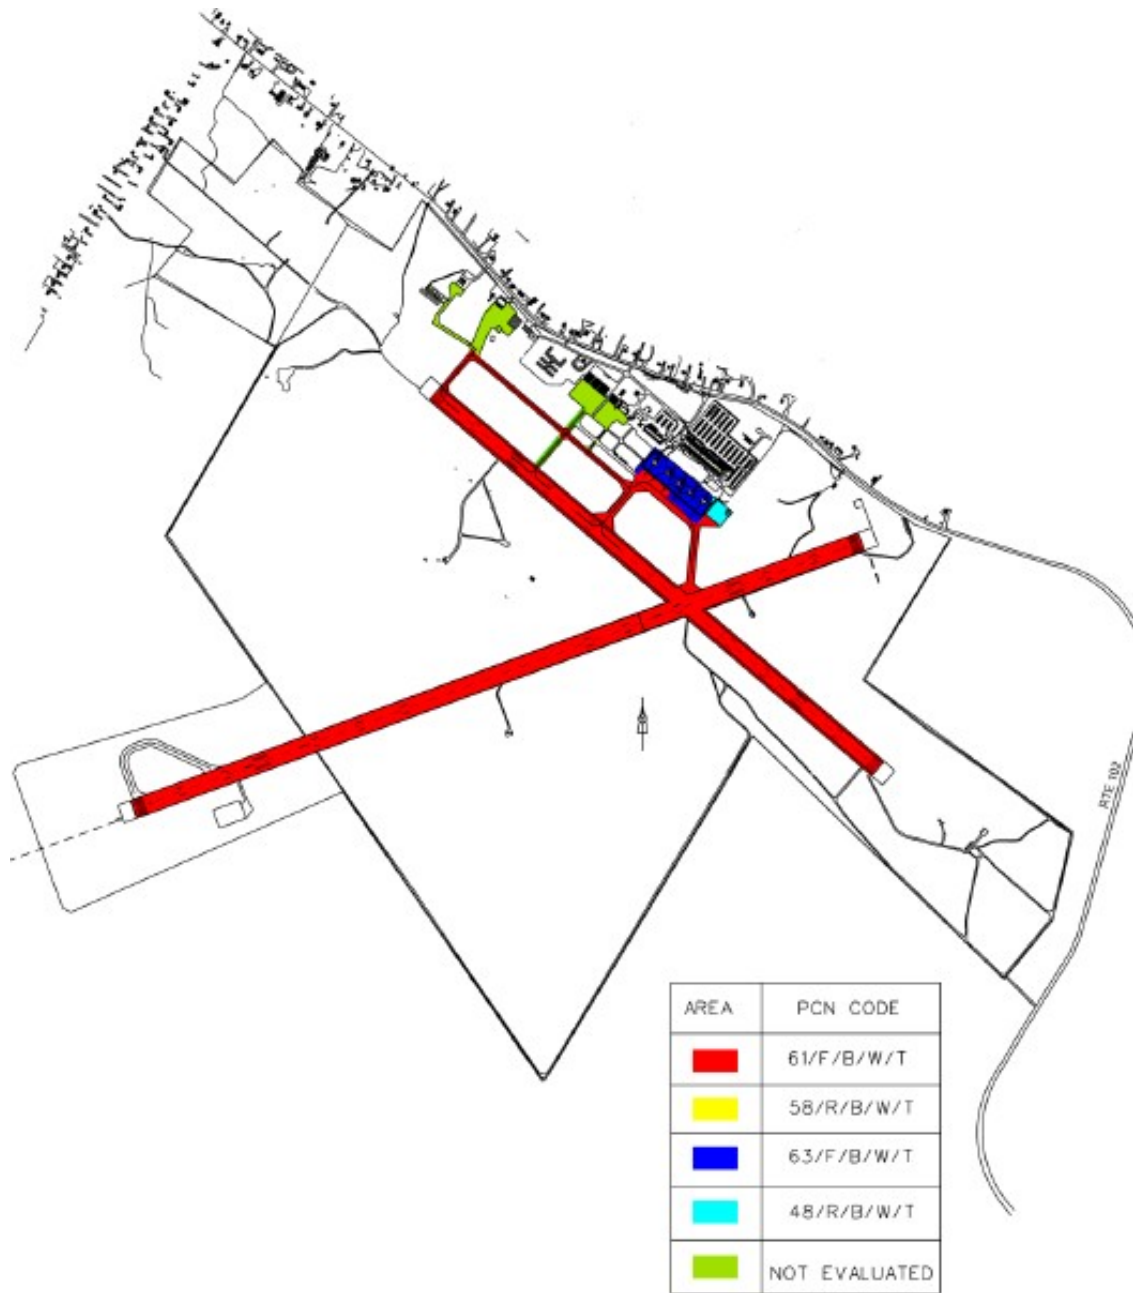 RTE 102
AREA PCN CODE
61/F/B/W/T
58/R/B/W/T
63/F/B/W/T
48/R/B/W/T
NOT EVALUATED